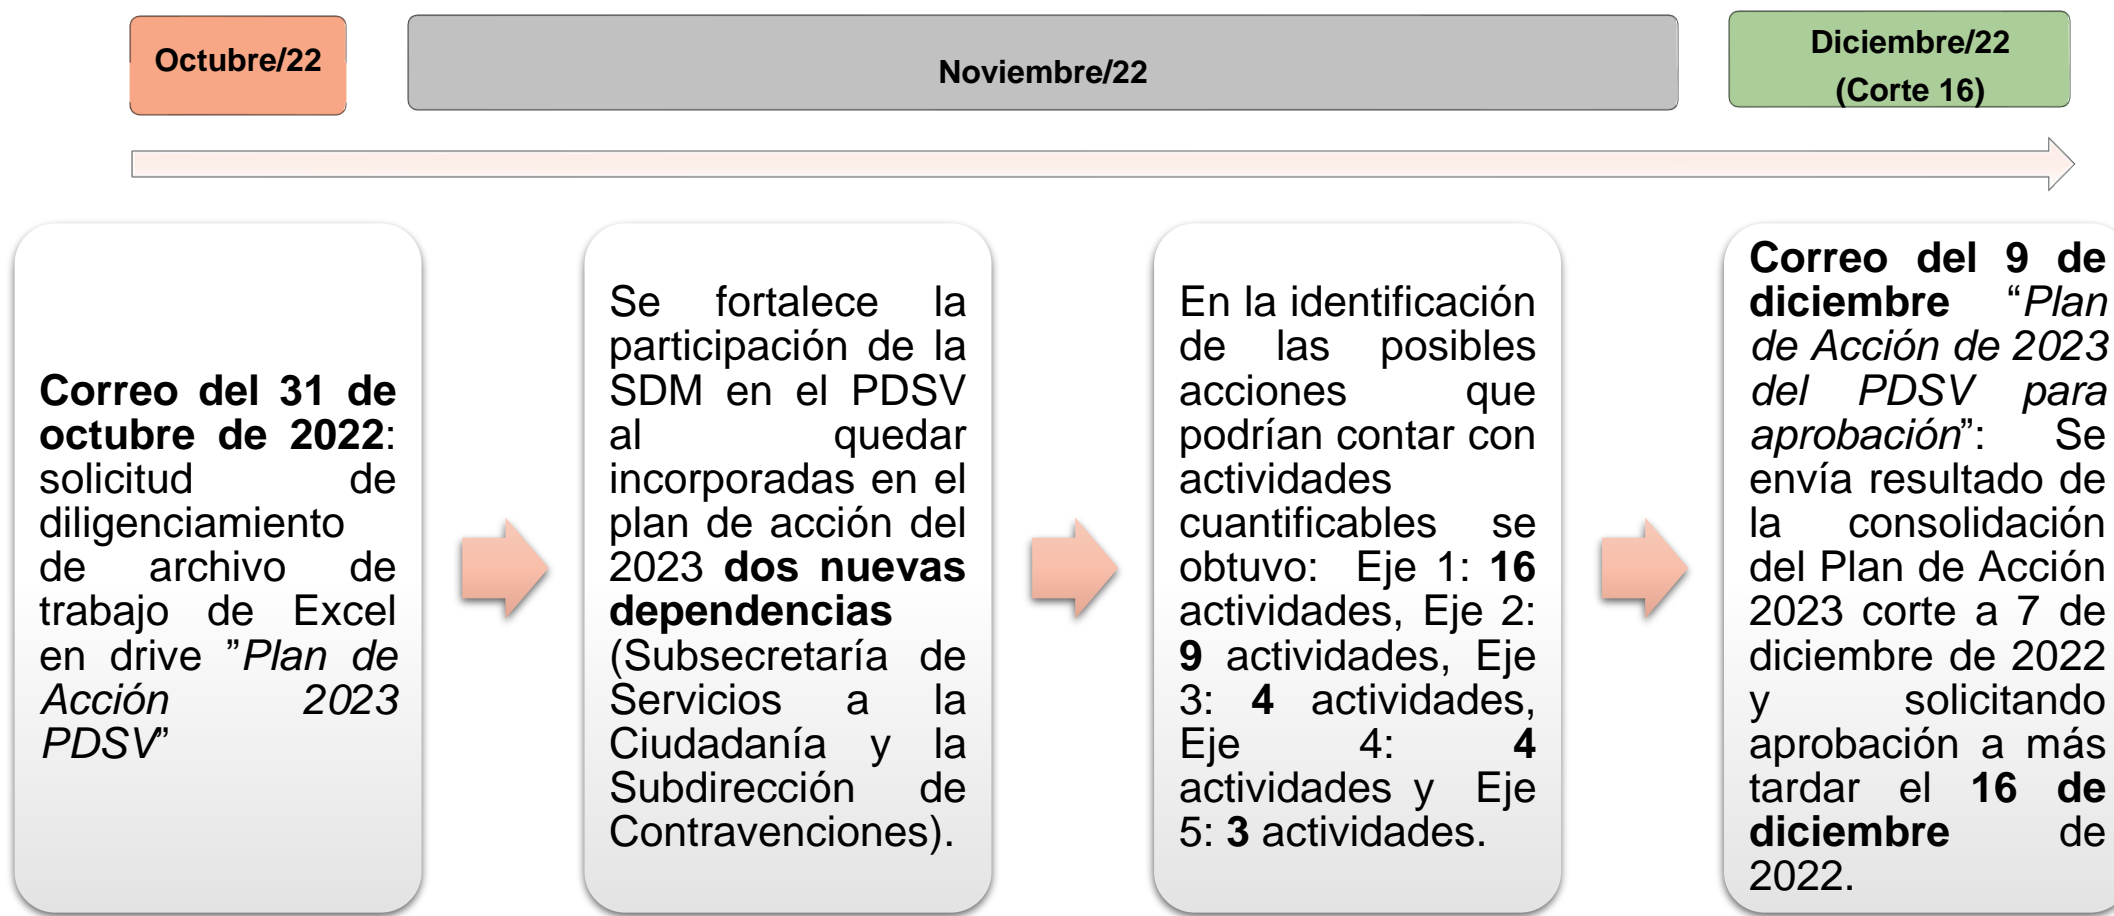 Octubre/22
Noviembre/22
Diciembre/22
(Corte 16)
Correo del 31 de
octubre de 2022:
solicitud de
diligenciamiento
de archivo de
trabajo de Excel
en drive ”Plan de
Acción 2023
PDSV”
Se fortalece la
participación de la
SDM en el PDSV
al quedar
incorporadas en el
plan de acción del
2023 dos nuevas
dependencias
(Subsecretaría de
Servicios a la
Ciudadanía y la
Subdirección de
Contravenciones).
En la identificación
de las posibles
acciones que
podrían contar con
actividades
cuantificables se
obtuvo: Eje 1: 16
actividades, Eje 2:
9 actividades, Eje
3: 4 actividades,
Eje 4: 4
actividades y Eje
5: 3 actividades.
Correo del 9 de
diciembre “Plan
de Acción de 2023
del PDSV para
aprobación”: Se
envía resultado de
la consolidación
del Plan de Acción
2023 corte a 7 de
diciembre de 2022
y solicitando
aprobación a más
tardar el 16 de
diciembre de
2022.